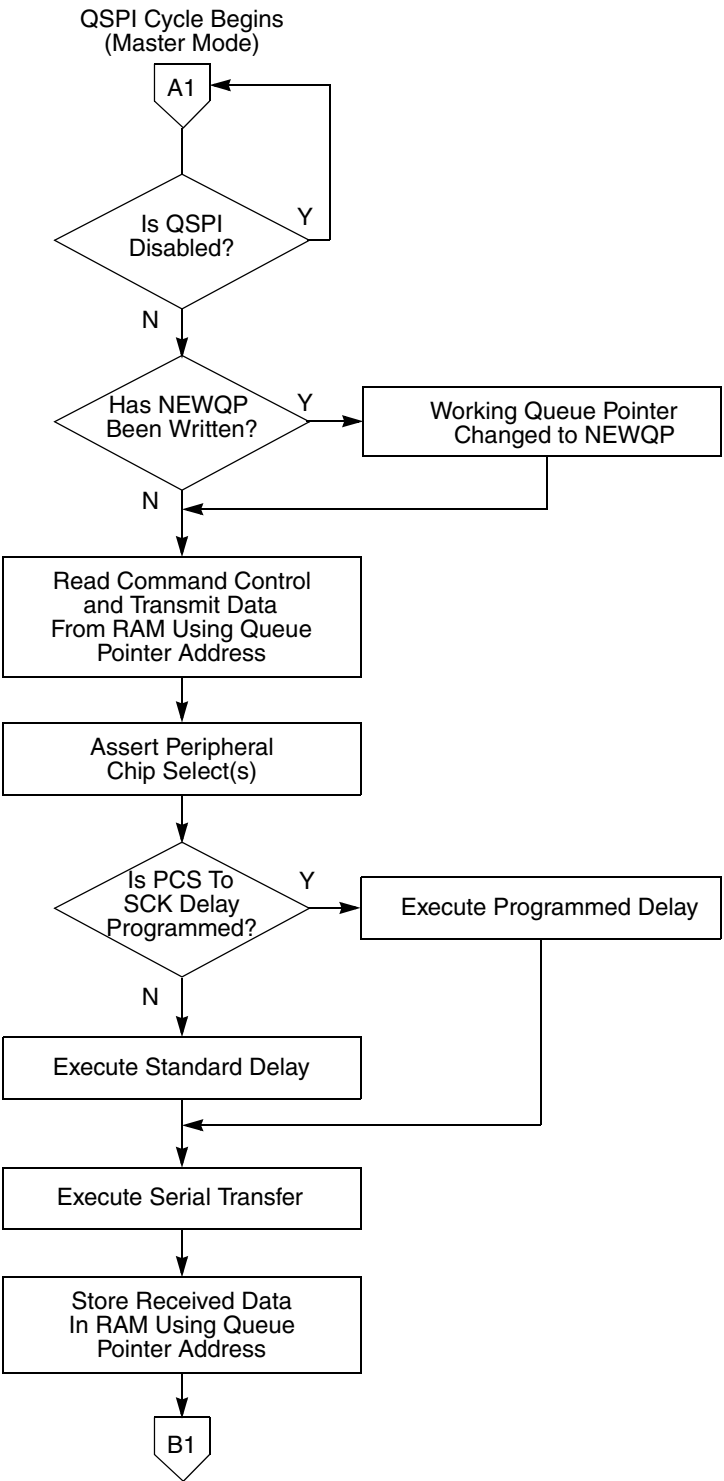 QSPI Cycle Begins
(Master Mode)
A1
Is QSPI
Disabled?
Y
N
Has NEWQP
Been Written?
Y
Working Queue Pointer
Changed to NEWQP
N
Read Command Control
and Transmit Data
From RAM Using Queue
Pointer Address
Assert Peripheral
Chip Select(s)
Is PCS To
SCK Delay
Programmed?
Y
Execute Programmed Delay
N
Execute Standard Delay
Execute Serial Transfer
Store Received Data
In RAM Using Queue
Pointer Address
B1